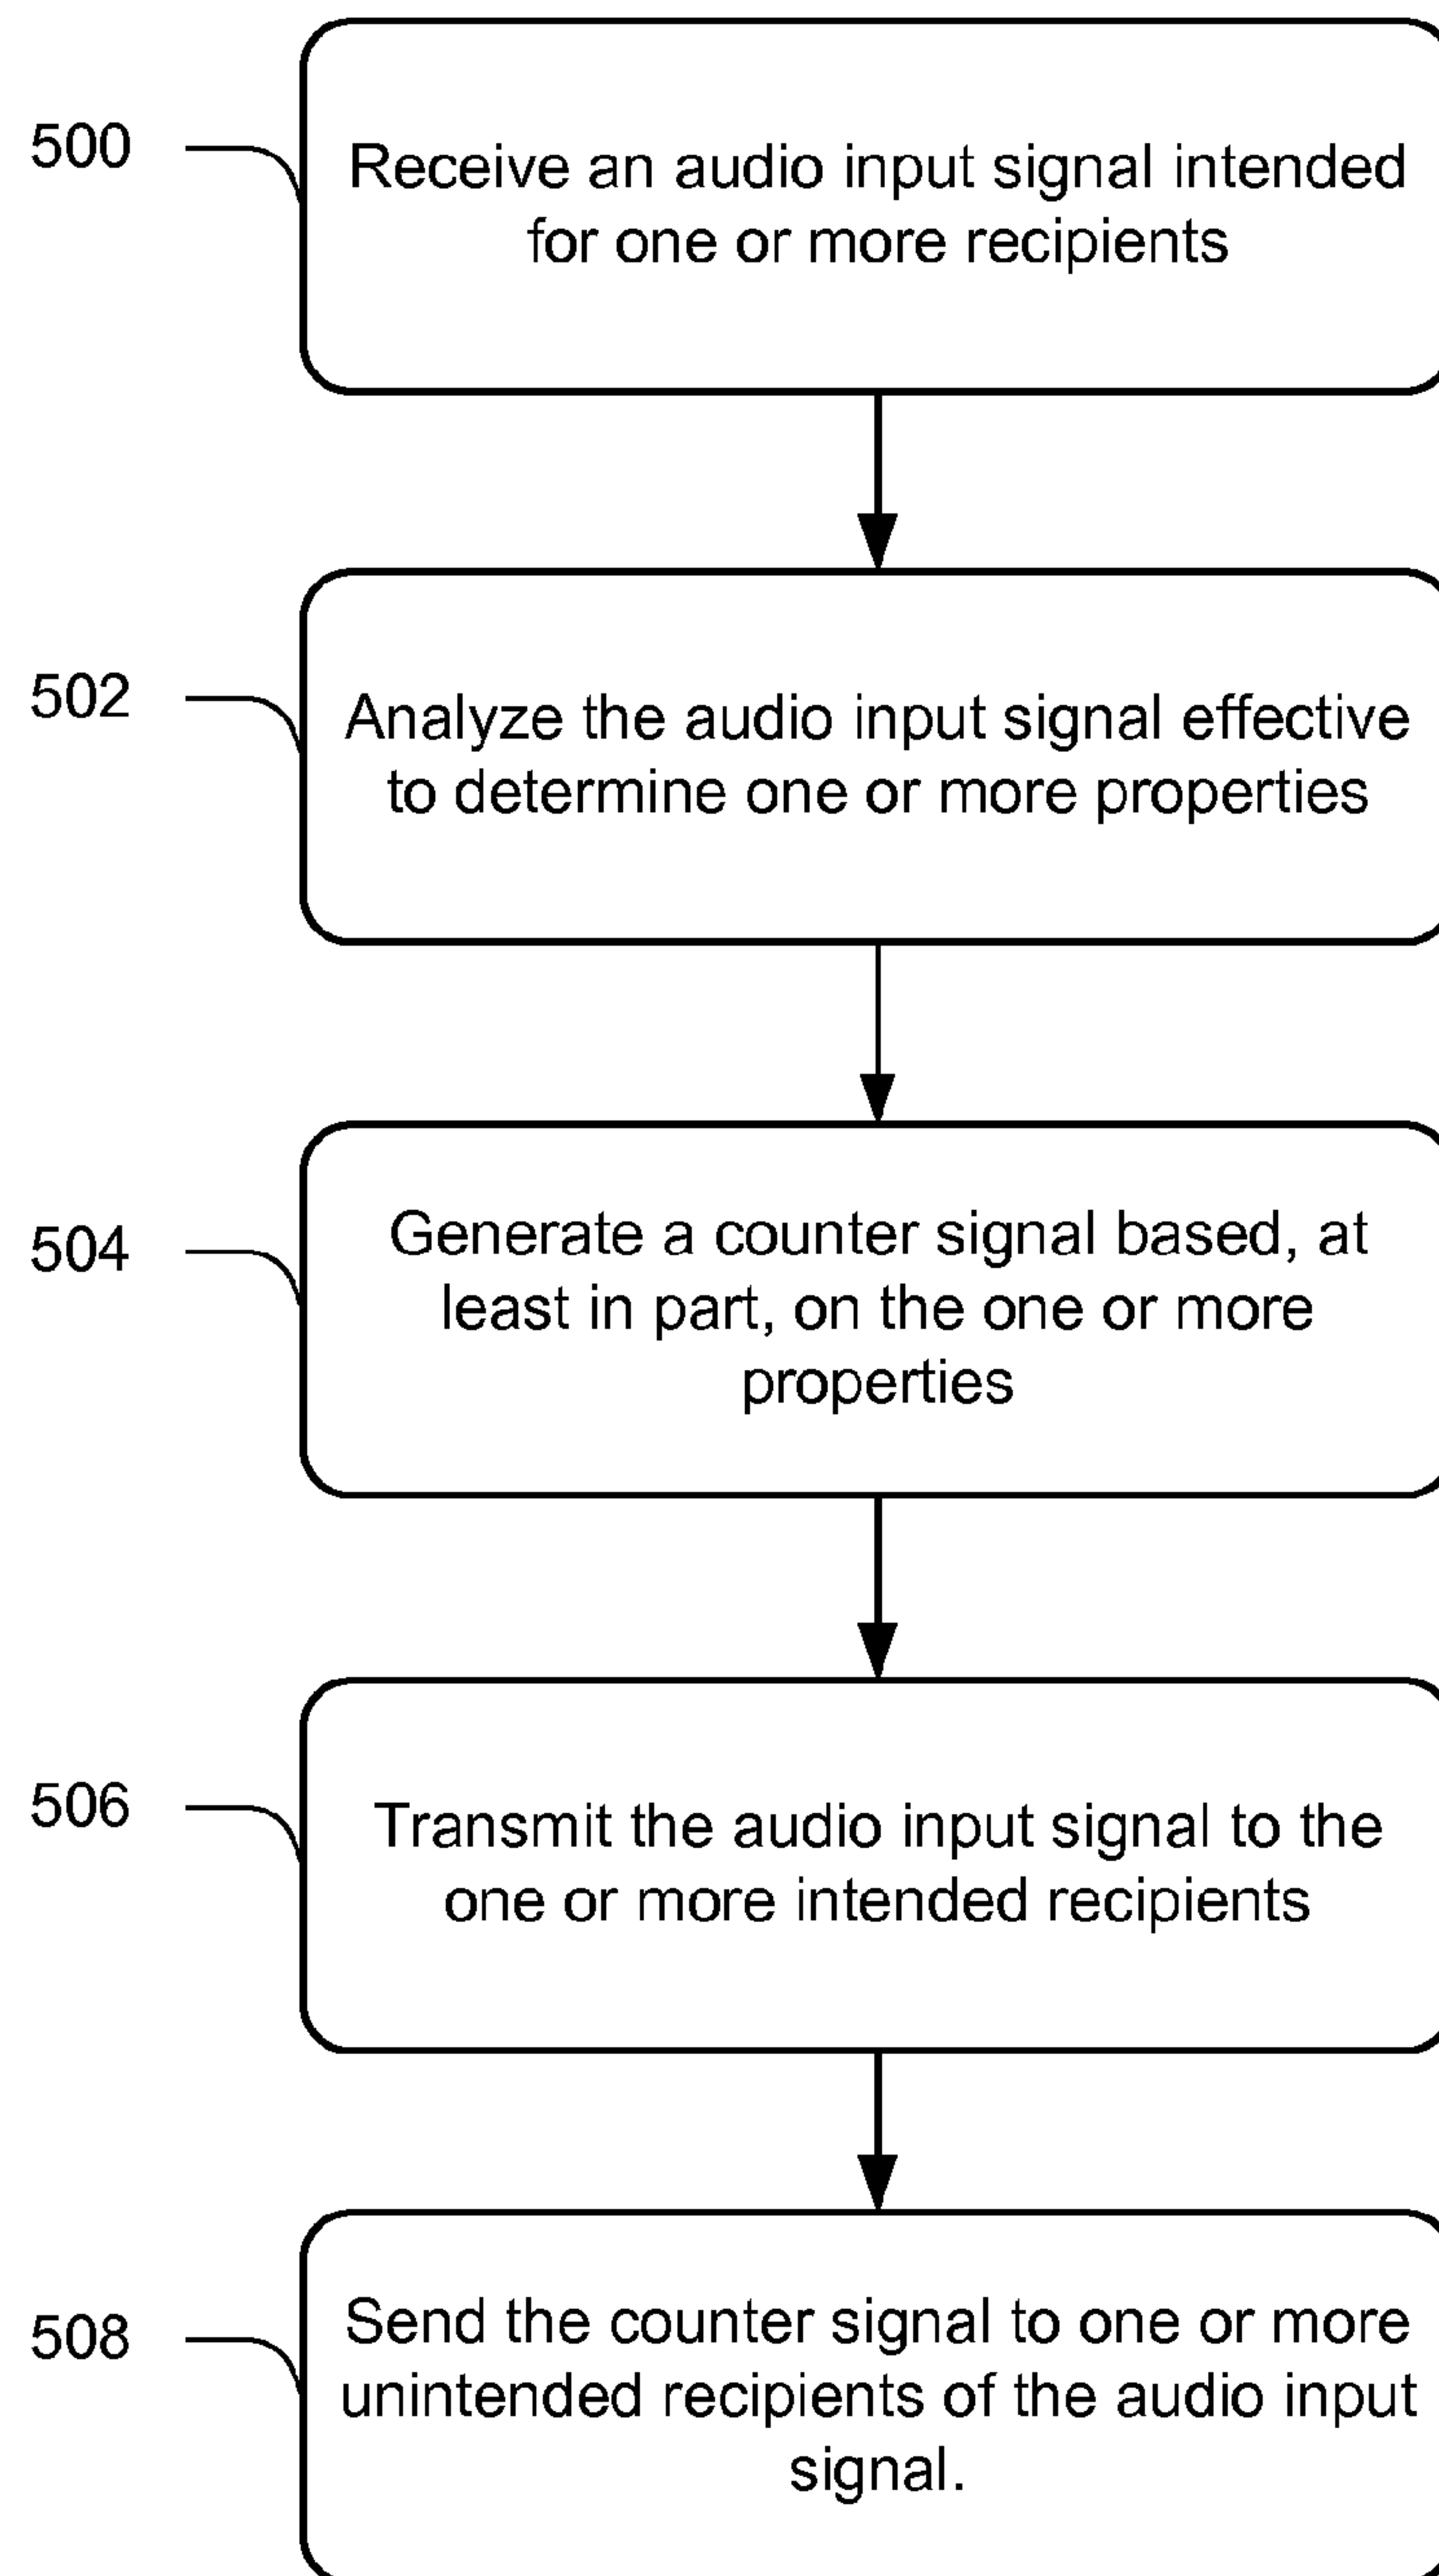 500
Receive an audio input signal intended
for one or more recipients
502
Analyze the audio input signal effective
to determine one or more properties
504
Generate a counter signal based, at
least in part, on the one or more
properties
506
Transmit the audio input signal to the
one or more intended recipients
508
Send the counter signal to one or more
unintended recipients of the audio input
signal.